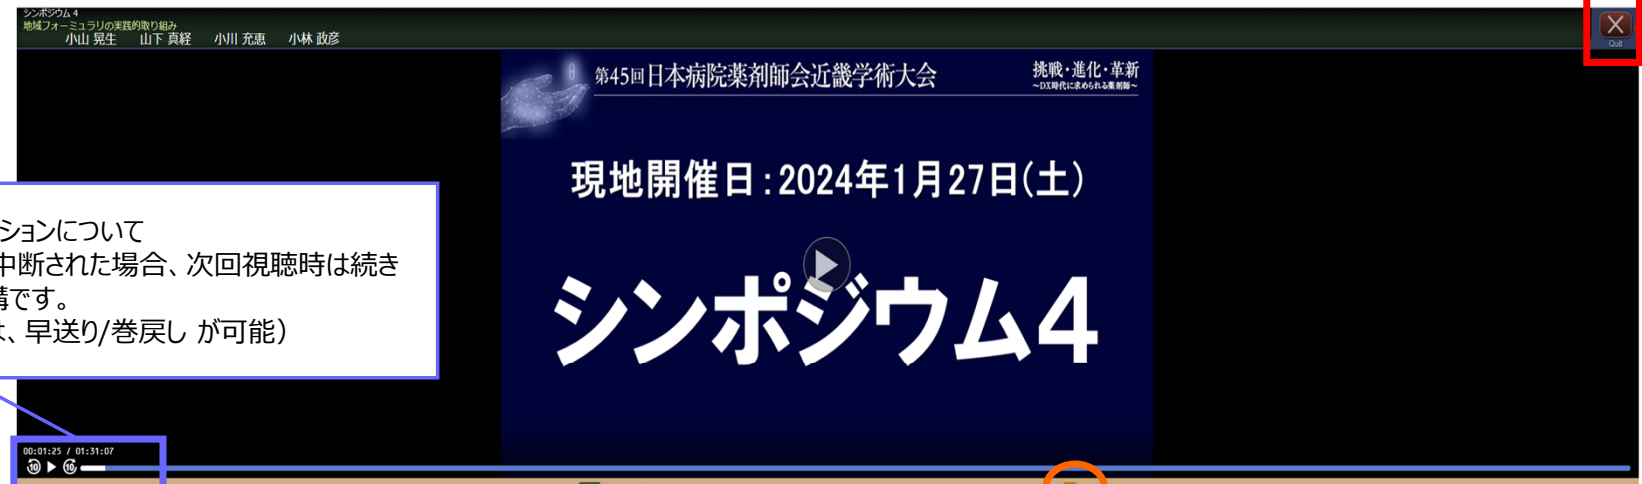 シンポジウム 4
地域フォーミュラリの実践的取り組み
小山 晃生 山下 真経 小川 充恵 小林 政彦
Quit
第45回日本病院薬剤師会近畿学術大会
挑戦・進化・革新
～DX時代に求められる薬剤師～
現地開催日:2024年1月27日(土)
シンポジウム4
ションについて
中断された場合、次回視聴時は続き
講です。
は、早送り/巻戻し が可能）
00:01:25 / 01:31:07
10 10